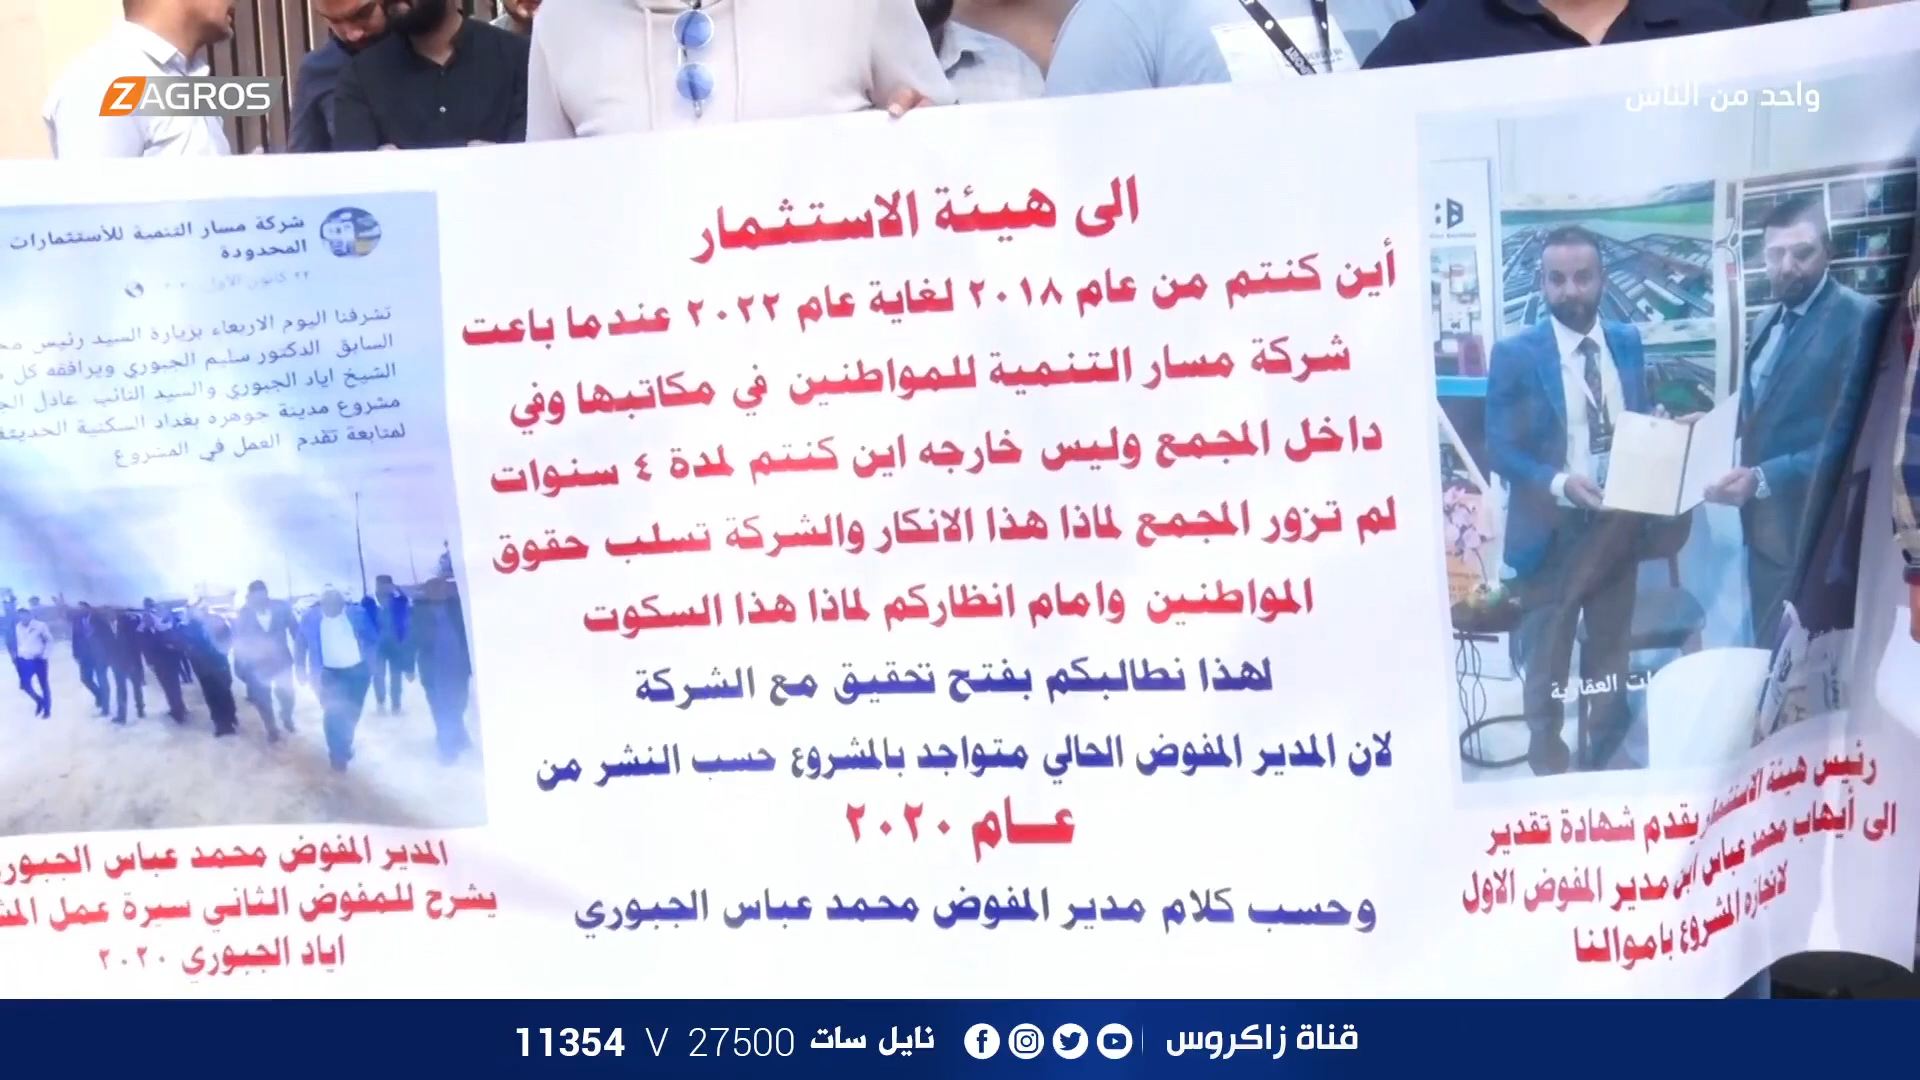 ZAGROS
واحد من الناس
الى هيئة الاستثمار
أين كنتم من عام ٢٠١٨ لغاية عام ٢٠٢٢ عندما باعت
شركة مسار التنمية للمواطنين في مكاتبها وفي
داخل المجمع وليس خارجه اين كنتم لمدة ٤ سنوات
لم تزور المجمع لماذا هذا الانكار والشركة تسلب حقوق
المواطنين وامام انظاركم لماذا هذا السكوت
لهذا نطالبكم بفتح تحقيق مع الشركة
لان المدير المفوض الحالي متواجد بالمشروع حسب النشر من
عام ٢٠٢٠
وحسب كلام مدير المفوض محمد عباس الجبوري
رئيس هيئة الاستثمار يقدم شهادة تقدير
الى أيهاب محمد عباس ابن مدير المفوض الاول
لانجازه المشروع باموالنا
العقارية
شركة مسار التنمية للأستثمارات
المحدودة
٢٢ كانون الأول
تشرفنا اليوم الاربعاء بزيارة السيد رئيس
السابق الدكتور سليم الجبوري ويرافقه كل
الشيخ اياد الجبوري والسيد النائب عادل
مشروع مدينة جوهره بغداد السكنية الحديثة
لمتابعة تقدم العمل في المشروع
المدير المفوض محمد عباس الجبوري
يشرح للمفوض الثاني سيرة عمل
اياد الجبوري ٢٠٢٠
قناة زاكروس
نايل سات 27500 V 11354